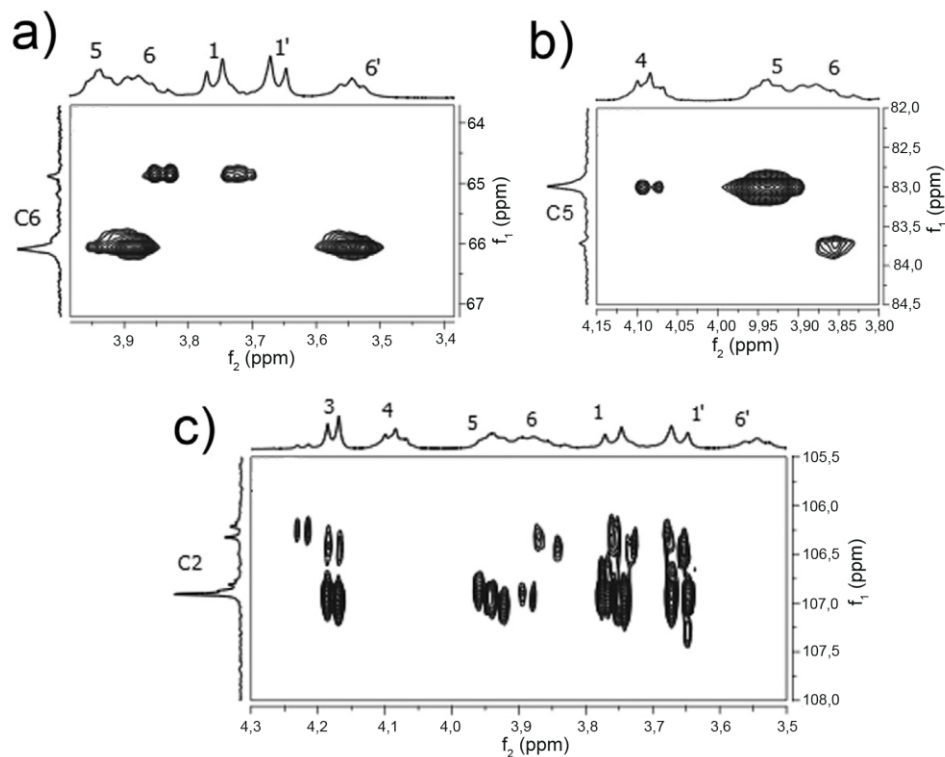 a)
5 6 1 1' 6'
C6
64
65
66
67
f₁ (ppm)
3,9 3,8 3,7 3,6 3,5 3,4
f₂ (ppm)
b)
4 5 6
C5
82,0
82,5
83,0
83,5
84,0
84,5
f₁ (ppm)
4,15 4,10 4,05 4,00 9,95 3,90 3,85 3,80
f₂ (ppm)
c)
3 4 5 6 1 1' 6'
C2
105,5
106,0
106,5
107,0
107,5
108,0
f₁ (ppm)
4,3 4,2 4,1 4,0 3,9 3,8 3,7 3,6 3,5
f₂ (ppm)